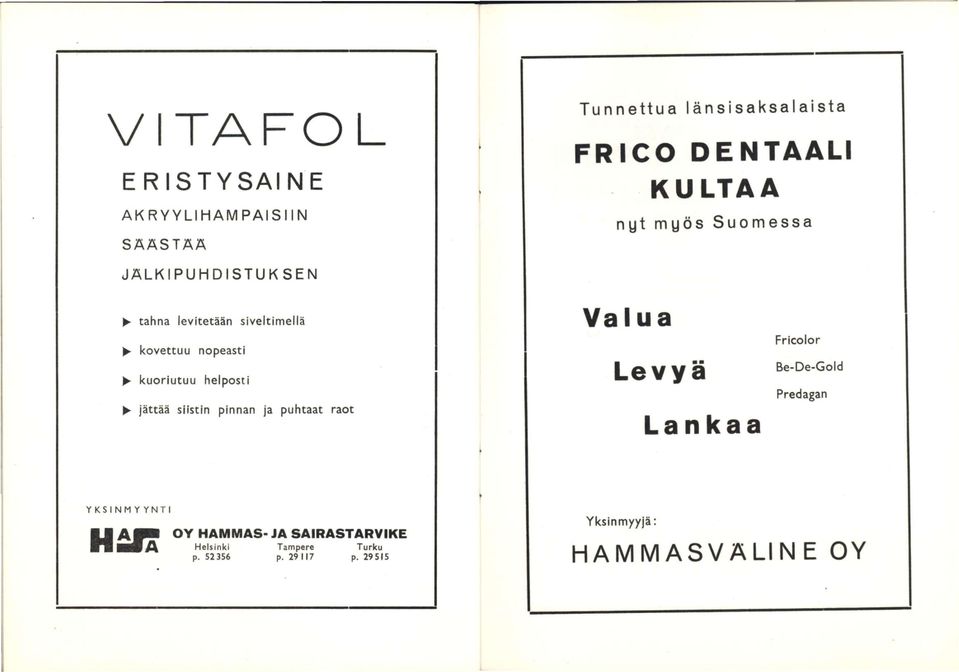 VITAFOL
ERISTYSAINE
AKRYYLIHAMPAISIIN
SÄÄSTÄÄ
JÄLKIPUHDISTUKSEN
▶ tahna levitetään siveltimellä
▶ kovettuu nopeasti
▶ kuoriutuu helposti
▶ jättää siistin pinnan ja puhtaat raot
YKSINMYYNTI
HASA OY HAMMAS- JA SAIRASTARVIKE
Helsinki Tampere Turku
p. 52356 p. 29117 p. 29515
Tunnettua länsisaksalaista
FRICO DENTAALI
KULTAA
nyt myös Suomessa
Valua
Levyä
Lankaa
Fricolor
Be-De-Gold
Predagan
Yksinmyyjä:
HAMMASVÄLINE OY